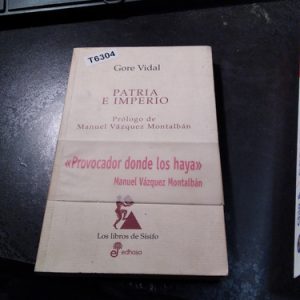 T6304
Gore Vidal
PATRIA
E IMPERIO
Prólogo de
Manuel Vázquez Montalbán
«Provocador donde los haya»
Manuel Vázquez Montalbán
Los libros de Sísifo
edhasa